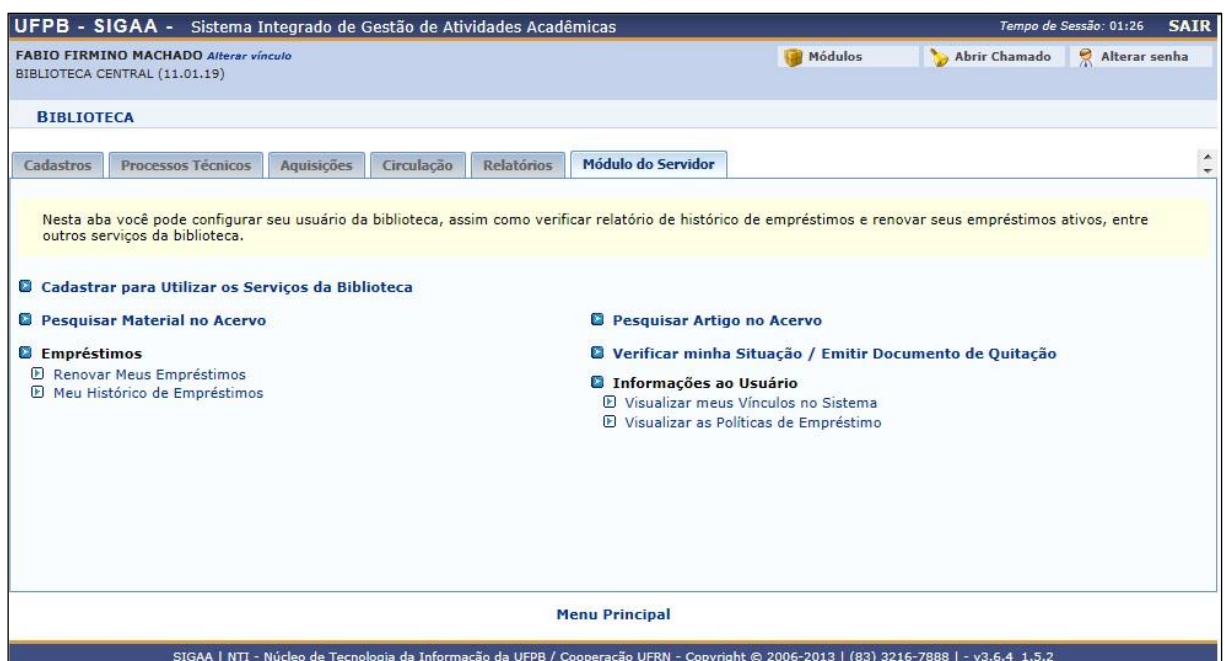 UFPB - SIGAA - Sistema Integrado de Gestão de Atividades Acadêmicas Tempo de Sessão: 01:26 SAIR
FABIO FIRMINO MACHADO Alterar vínculo Módulos Abrir Chamado Alterar senha
BIBLIOTECA CENTRAL (11.01.19)
BIBLIOTECA
Cadastros Processos Técnicos Aquisições Circulação Relatórios Módulo do Servidor
Nesta aba você pode configurar seu usuário da biblioteca, assim como verificar relatório de histórico de empréstimos e renovar seus empréstimos ativos, entre
outros serviços da biblioteca.
Cadastrar para Utilizar os Serviços da Biblioteca
Pesquisar Material no Acervo
Empréstimos
Renovar Meus Empréstimos
Meu Histórico de Empréstimos
Pesquisar Artigo no Acervo
Verificar minha Situação / Emitir Documento de Quitação
Informações ao Usuário
Visualizar meus Vínculos no Sistema
Visualizar as Políticas de Empréstimo
Menu Principal
SIGAA | NTI - Núcleo de Tecnologia da Informação da UFPB / Cooperação UFRN - Copyright © 2006-2013 | (83) 3216-7888 | - v3.6.4_1.5.2